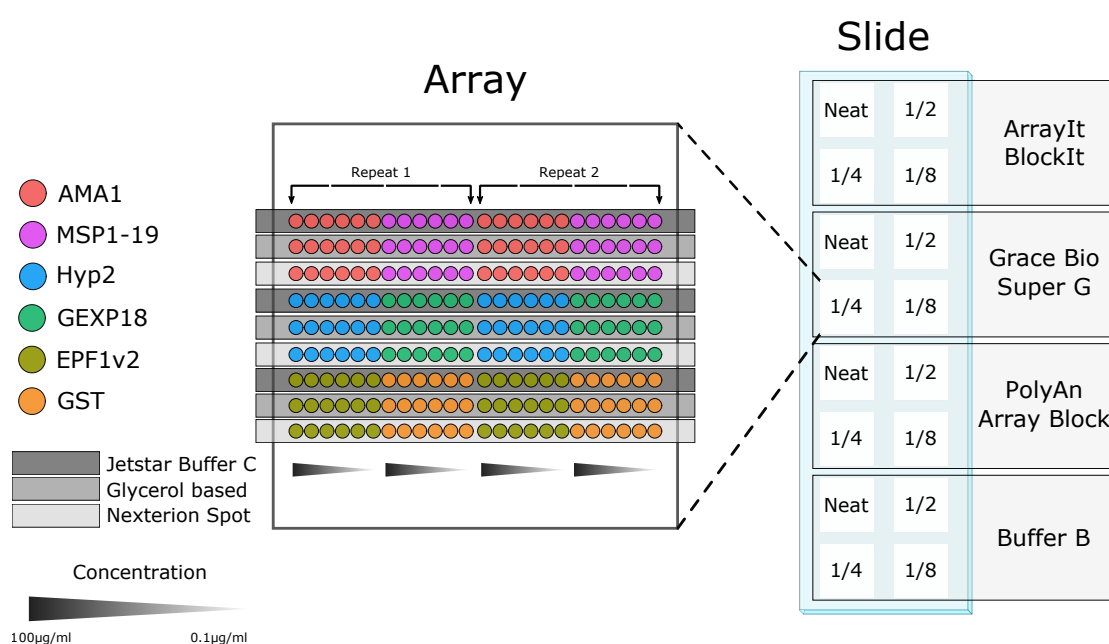 Slide
Array
Neat 1/2
1/4 1/8
ArrayIt
BlockIt
Repeat 1
Repeat 2
AMA1
MSP1-19
Hyp2
GEXP18
EPF1v2
GST
Neat 1/2
1/4 1/8
Grace Bio
Super G
Neat 1/2
1/4 1/8
PolyAn
Array Block
Jetstar Buffer C
Glycerol based
Nexterion Spot
Neat 1/2
1/4 1/8
Buffer B
Concentration
100µg/ml
0.1µg/ml